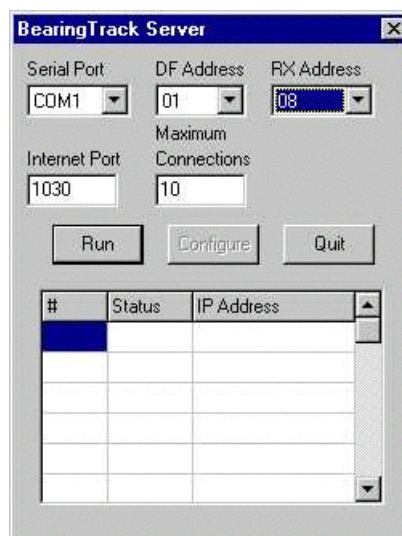 BearingTrack Server
Serial Port DF Address RX Address
COM1 01 08
Maximum
Internet Port Connections
1030 10
Run Configure Quit
# Status IP Address